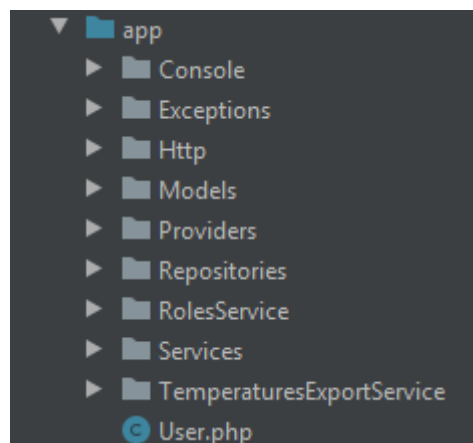 app
Console
Exceptions
Http
Models
Providers
Repositories
RolesService
Services
TemperaturesExportService
C User.php